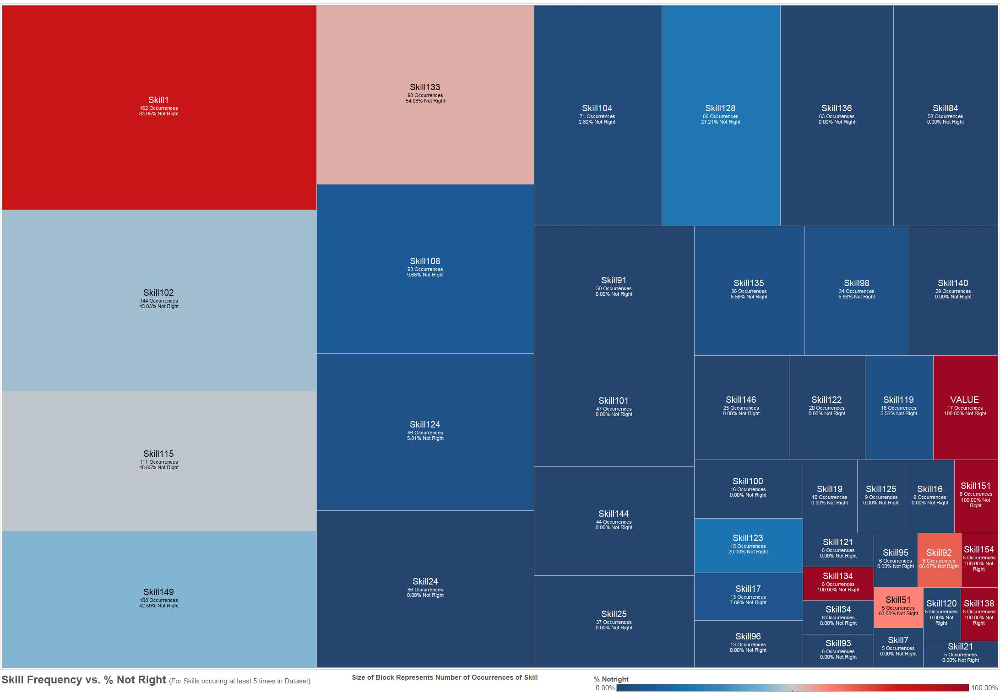 Skill1
162 Occurrences
83.95% Not Right
Skill102
144 Occurrences
45.83% Not Right
Skill115
111 Occurrences
48.65% Not Right
Skill149
108 Occurrences
42.59% Not Right
Skill133
98 Occurrences
54.08% Not Right
Skill108
93 Occurrences
9.68% Not Right
Skill124
86 Occurrences
5.81% Not Right
Skill24
86 Occurrences
0.00% Not Right
Skill104
71 Occurrences
2.82% Not Right
Skill128
66 Occurrences
21.21% Not Right
Skill136
63 Occurrences
0.00% Not Right
Skill84
58 Occurrences
0.00% Not Right
Skill91
50 Occurrences
0.00% Not Right
Skill101
47 Occurrences
0.00% Not Right
Skill144
44 Occurrences
0.00% Not Right
Skill25
37 Occurrences
0.00% Not Right
Skill135
36 Occurrences
5.56% Not Right
Skill98
34 Occurrences
5.88% Not Right
Skill140
29 Occurrences
0.00% Not Right
Skill146
25 Occurrences
0.00% Not Right
Skill122
20 Occurrences
0.00% Not Right
Skill119
18 Occurrences
5.56% Not Right
VALUE
17 Occurrences
100.00% Not Right
Skill100
16 Occurrences
0.00% Not Right
Skill123
15 Occurrences
20.00% Not Right
Skill17
13 Occurrences
7.69% Not Right
Skill96
13 Occurrences
0.00% Not Right
Skill19
10 Occurrences
0.00% Not Right
Skill125
9 Occurrences
0.00% Not Right
Skill16
9 Occurrences
0.00% Not Right
Skill151
8 Occurrences
100.00% Not
Right
Skill121
6 Occurrences
0.00% Not Right
Skill134
6 Occurrences
100.00% Not Right
Skill34
6 Occurrences
0.00% Not Right
Skill93
6 Occurrences
0.00% Not Right
Skill95
6 Occurrences
0.00% Not Right
Skill92
6 Occurrences
66.67% Not Right
Skill154
5 Occurrences
100.00% Not
Right
Skill51
5 Occurrences
60.00% Not Right
Skill120
5 Occurrences
0.00% Not
Right
Skill138
5 Occurrences
100.00% Not
Right
Skill7
5 Occurrences
0.00% Not Right
Skill21
5 Occurrences
0.00% Not Right
Skill Frequency vs. % Not Right (For Skills occuring at least 5 times in Dataset)
Size of Block Represents Number of Occurrences of Skill
% Notright
0.00% 100.00%